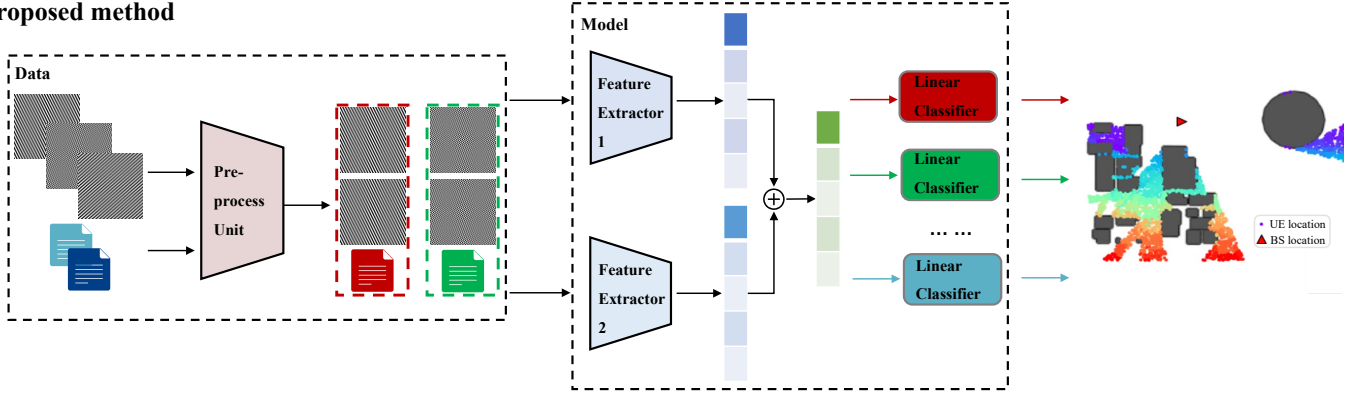 roposed method
Data
Pre-
process
Unit
Model
Feature
Extractor
1
Feature
Extractor
2
Linear
Classifier
Linear
Classifier
... ...
Linear
Classifier
UE location
BS location